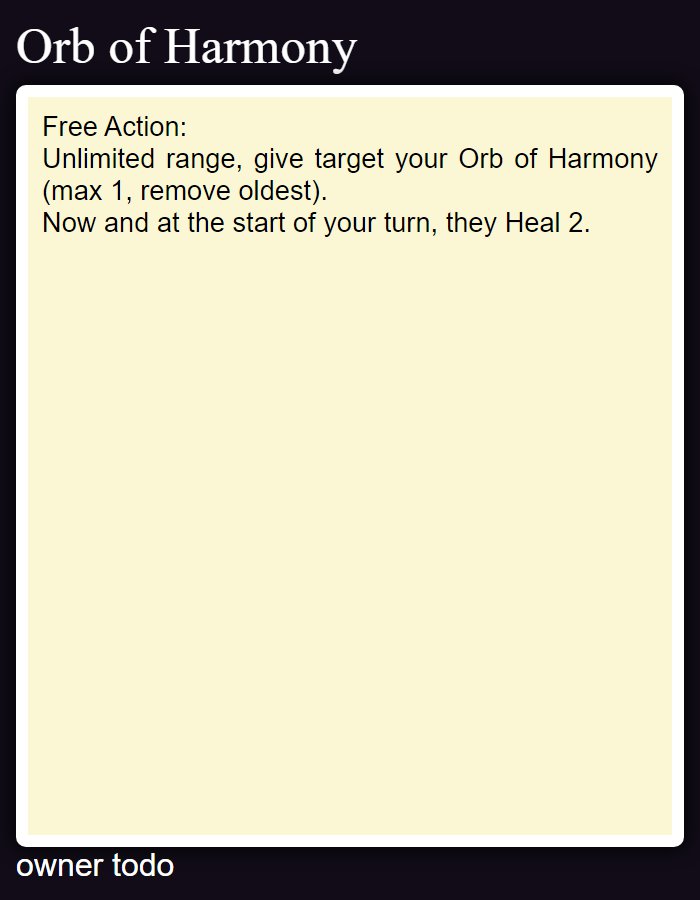 Orb of Harmony
Free Action:
Unlimited range, give target your Orb of Harmony
(max 1, remove oldest).
Now and at the start of your turn, they Heal 2.
owner todo